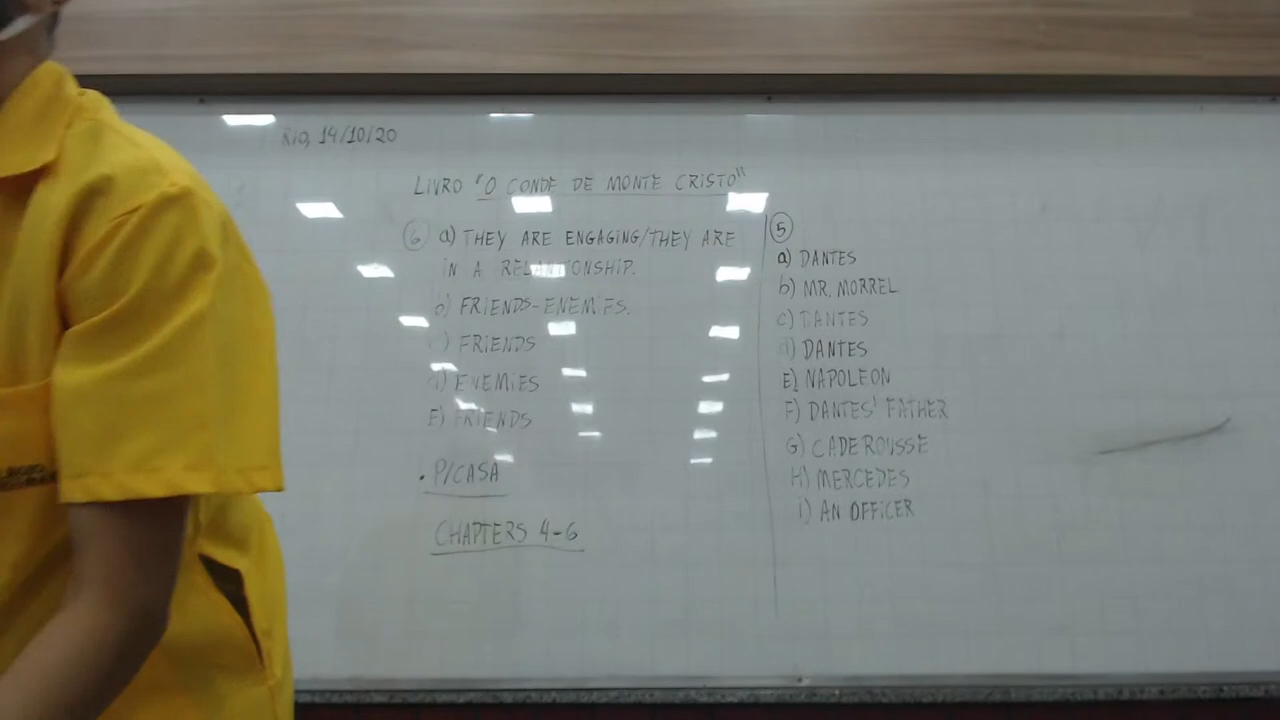 RIO, 14/10/20
LIVRO "O CONDE DE MONTE CRISTO"
6 a) THEY ARE ENGAGING/THEY ARE
IN A RELANTIONSHIP.
b) FRIENDS-ENEMIES.
c) FRIENDS
d) ENEMIES
E) FRIENDS
. P/CASA
CHAPTERS 4-6
5
a) DANTES
b) MR. MORREL
c) DANTES
d) DANTES
E) NAPOLEON
F) DANTES' FATHER
G) CADEROUSSE
H) MERCEDES
i) AN OFFICER